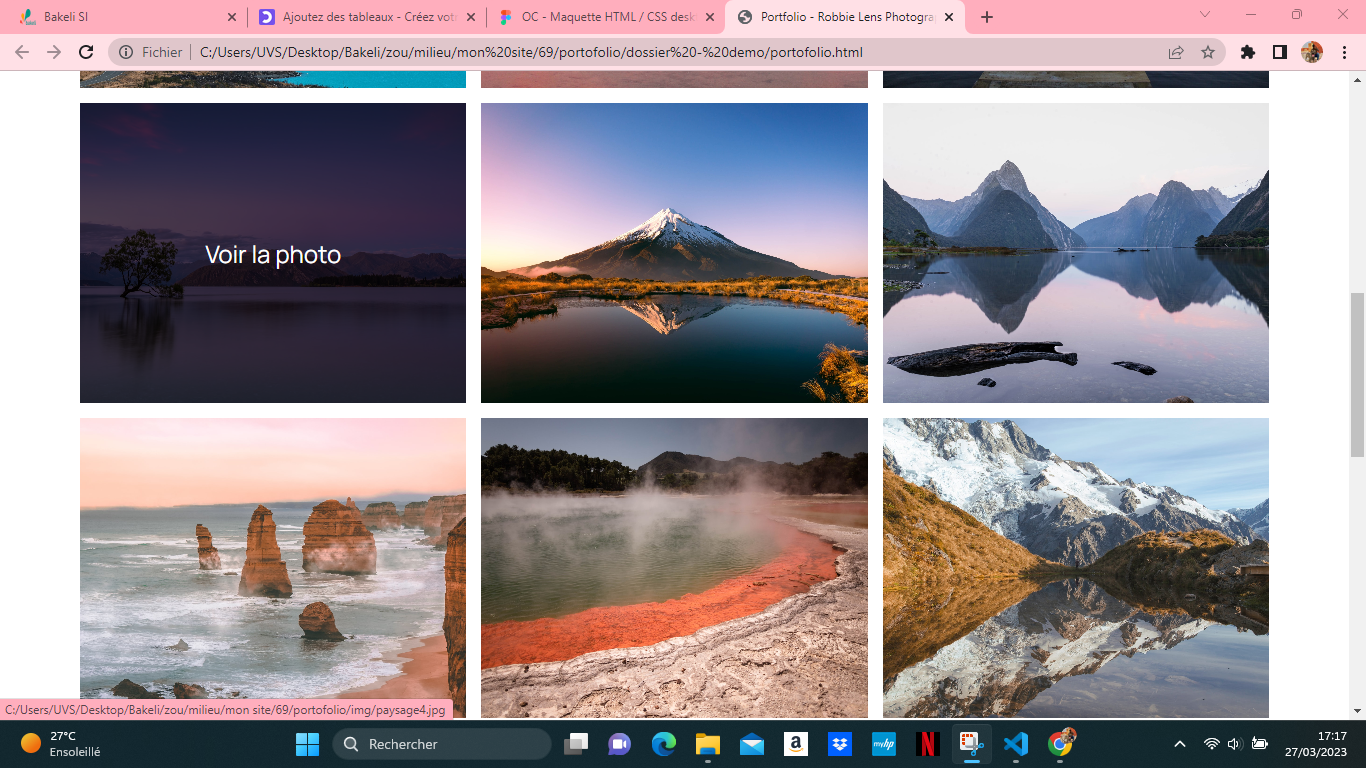 Bakeli SI
Ajoutez des tableaux - Créez votr
OC - Maquette HTML / CSS desk
Portfolio - Robbie Lens Photogra
Fichier
C:/Users/UVS/Desktop/Bakeli/zou/milieu/mon%20site/69/portofolio/dossier%20-%20demo/portofolio.html
Voir la photo
C:/Users/UVS/Desktop/Bakeli/zou/milieu/mon site/69/portofolio/img/paysage4.jpg
27°C
Ensoleillé
Rechercher
a
myhp
N
17:17
27/03/2023